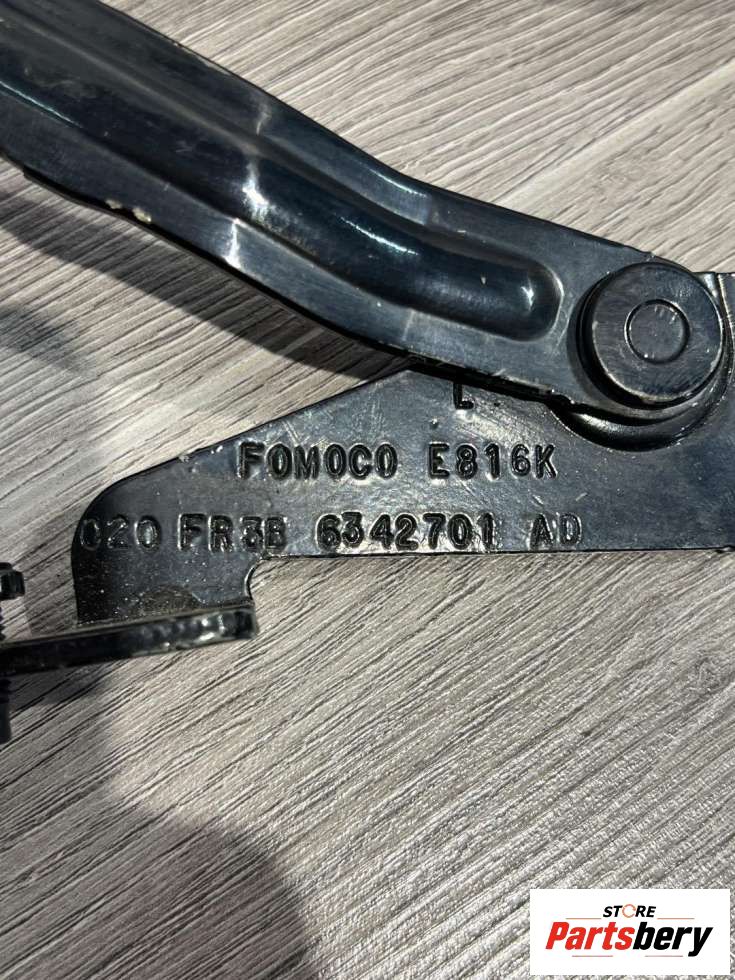 L
FOMOCO E816K
020 FR3B 6342701 AD
STORE
Partsbery